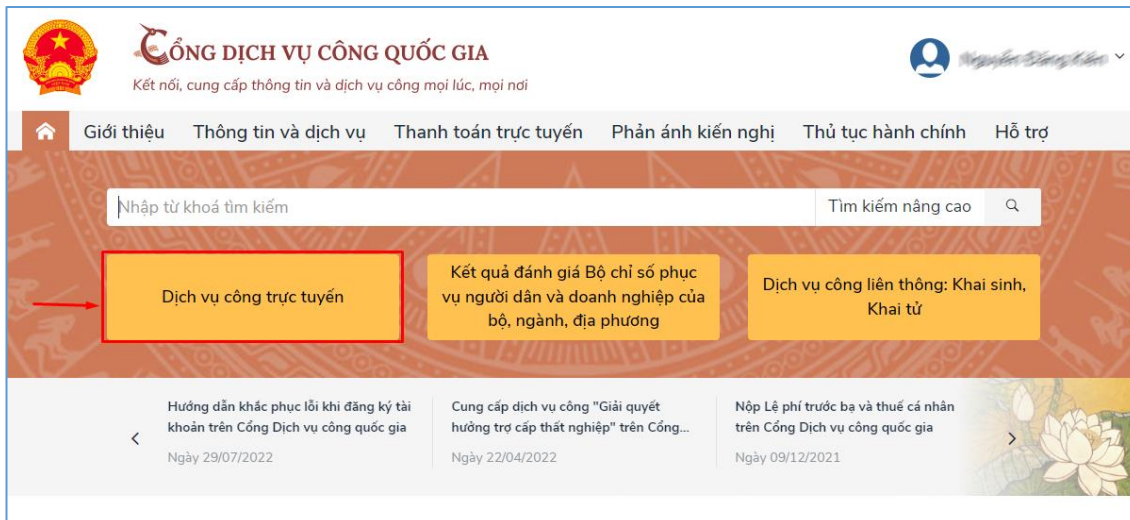 CỔNG DỊCH VỤ CÔNG QUỐC GIA
Kết nối, cung cấp thông tin và dịch vụ công mọi lúc, mọi nơi
Giới thiệu Thông tin và dịch vụ Thanh toán trực tuyến Phản ánh kiến nghị Thủ tục hành chính Hỗ trợ
Nhập từ khoá tìm kiếm Tìm kiếm nâng cao
Dịch vụ công trực tuyến
Kết quả đánh giá Bộ chỉ số phục
vụ người dân và doanh nghiệp của
bộ, ngành, địa phương
Dịch vụ công liên thông: Khai sinh,
Khai tử
Hướng dẫn khắc phục lỗi khi đăng ký tài
khoản trên Cổng Dịch vụ công quốc gia
Ngày 29/07/2022
Cung cấp dịch vụ công "Giải quyết
hưởng trợ cấp thất nghiệp" trên Cổng...
Ngày 22/04/2022
Nộp Lệ phí trước bạ và thuế cá nhân
trên Cổng Dịch vụ công quốc gia
Ngày 09/12/2021